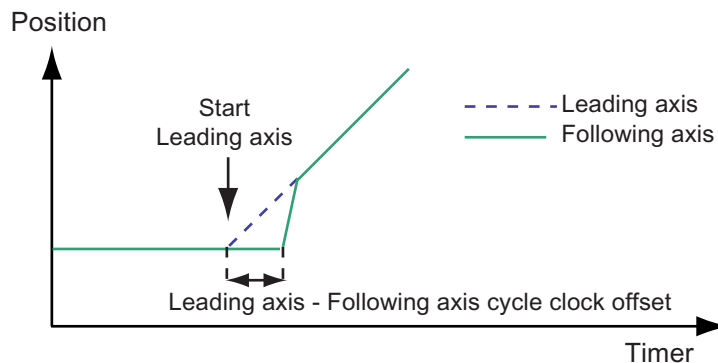 Position
Start
Leading axis
Leading axis
Following axis
Leading axis - Following axis cycle clock offset
Timer